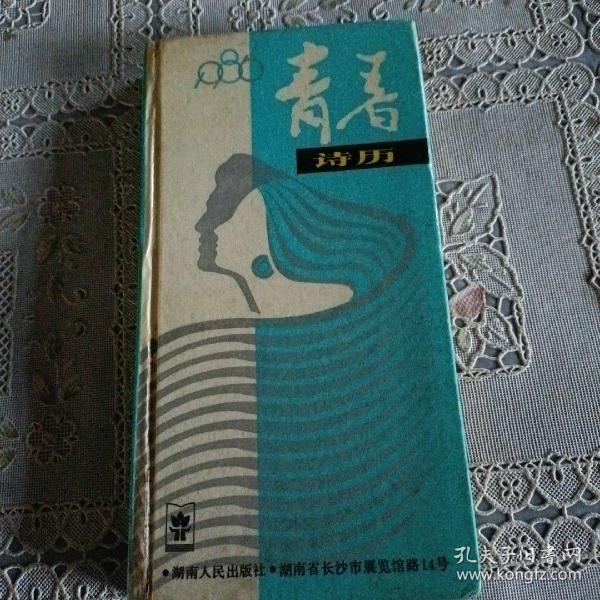 1986
青春
诗历
•湖南人民出版社•湖南省长沙市展览馆路14号
孔夫子旧书网
www.kongfz.com